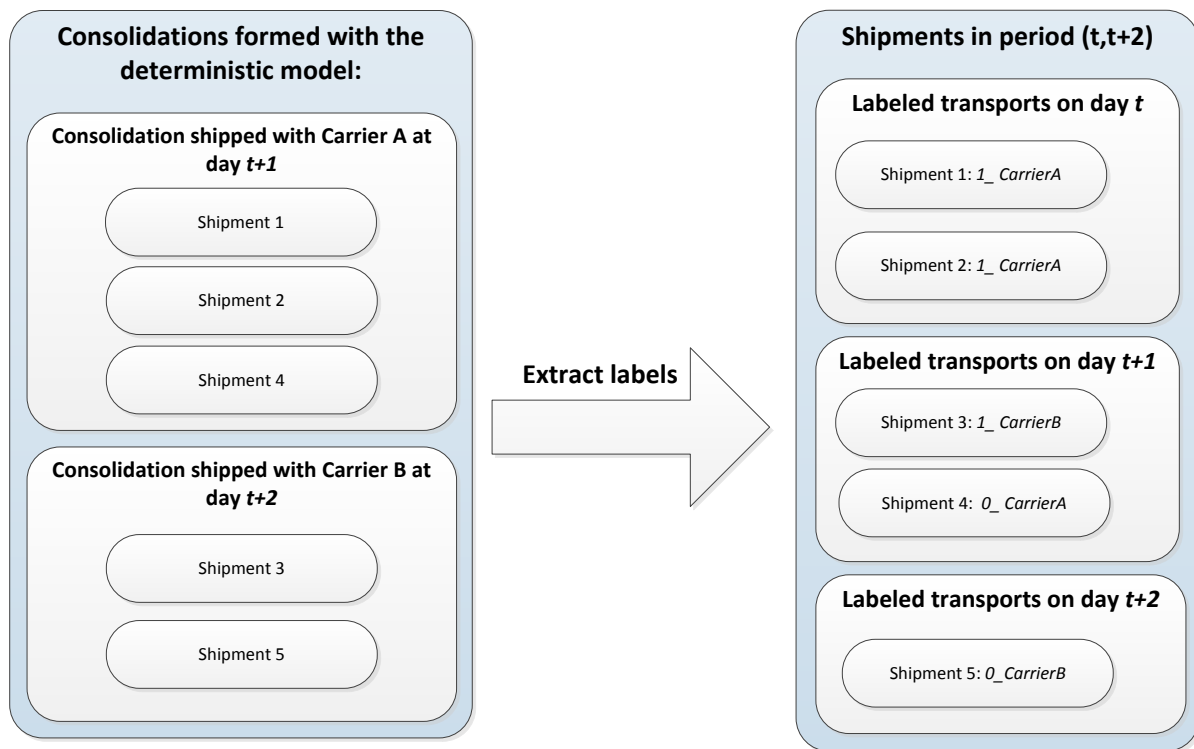 Consolidations formed with the
deterministic model:
Consolidation shipped with Carrier A at
day t+1
Shipment 1
Shipment 2
Shipment 4
Consolidation shipped with Carrier B at
day t+2
Shipment 3
Shipment 5
Extract labels
Shipments in period (t,t+2)
Labeled transports on day t
Shipment 1: 1_ CarrierA
Shipment 2: 1_ CarrierA
Labeled transports on day t+1
Shipment 3: 1_ CarrierB
Shipment 4: 0_ CarrierA
Labeled transports on day t+2
Shipment 5: 0_CarrierB